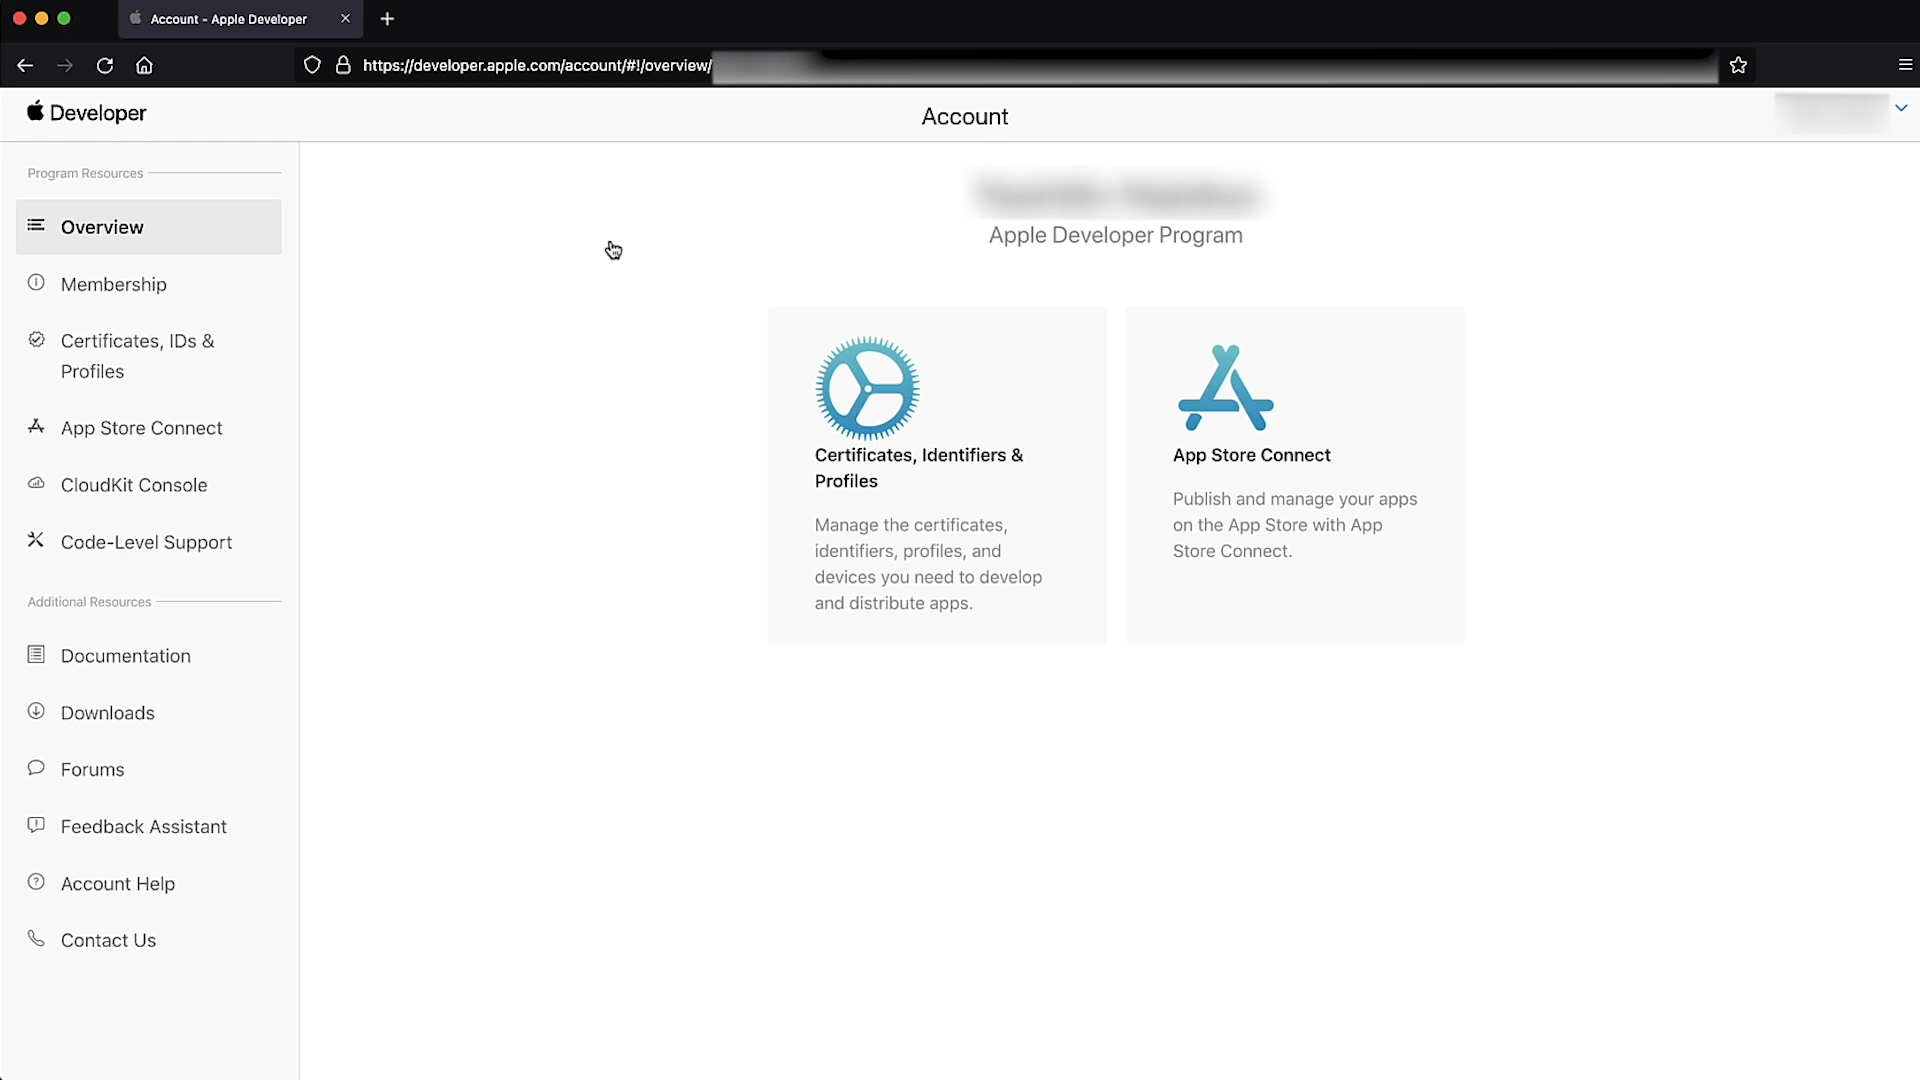 Account - Apple Developer
https://developer.apple.com/account/#!/overview/
Developer
Account
Program Resources
Overview
Membership
Certificates, IDs &
Profiles
App Store Connect
CloudKit Console
Code-Level Support
Additional Resources
Documentation
Downloads
Forums
Feedback Assistant
Account Help
Contact Us
Apple Developer Program
Certificates, Identifiers &
Profiles
Manage the certificates,
identifiers, profiles, and
devices you need to develop
and distribute apps.
App Store Connect
Publish and manage your apps
on the App Store with App
Store Connect.